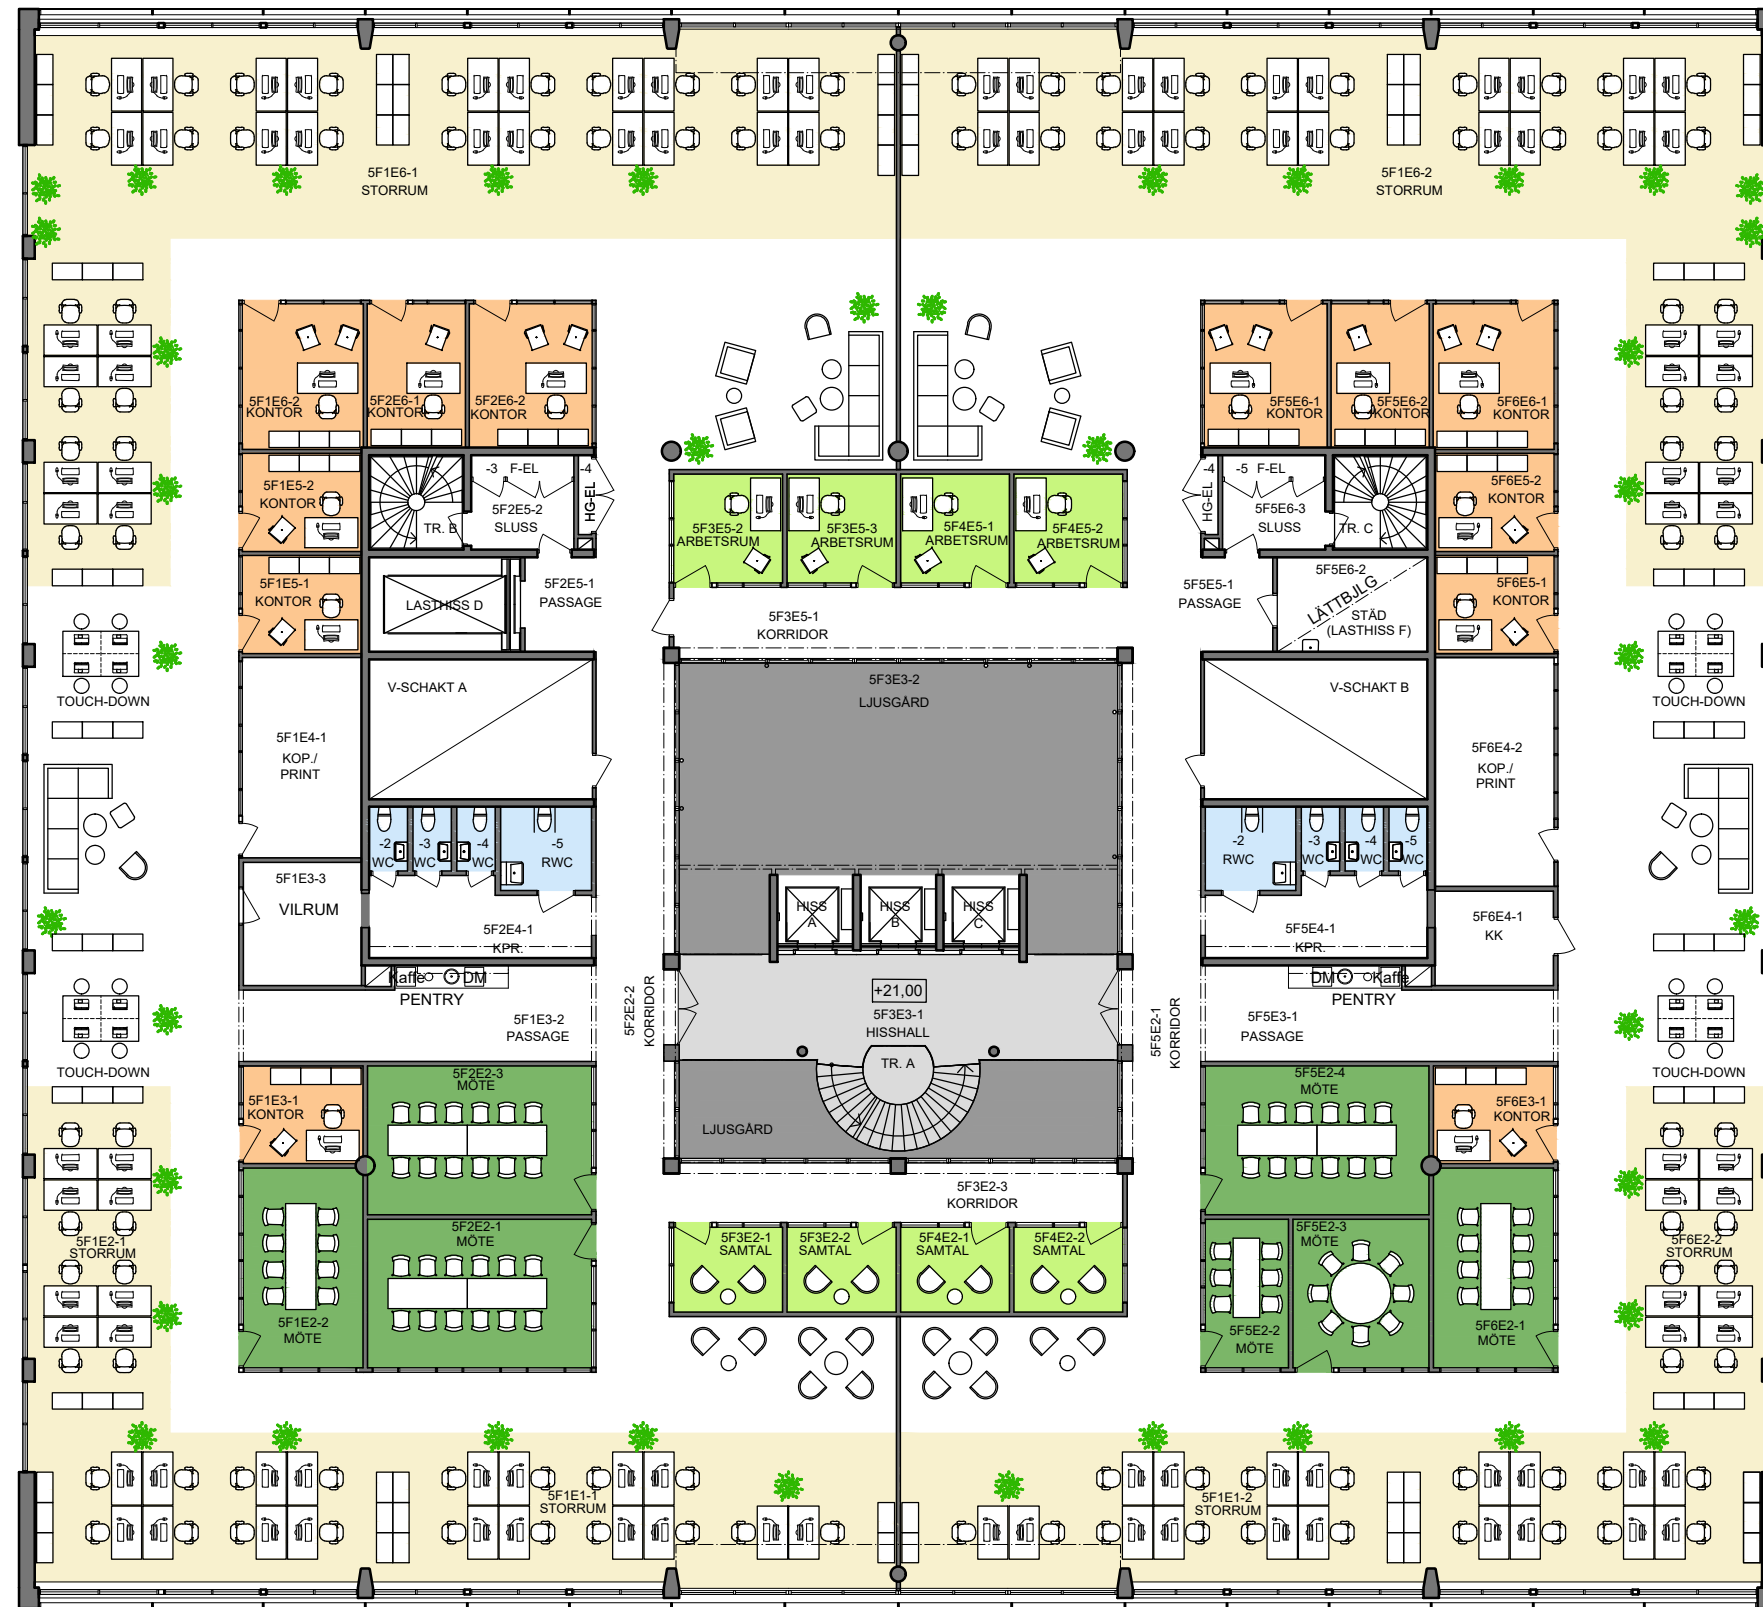 5F1E6-1
STORRUM
5F1E6-2
STORRUM
5F1E6-2
KONTOR
5F2E6-1
KONTOR
5F2E6-2
KONTOR
5F5E6-1
KONTOR
5F5E6-2
KONTOR
5F6E6-1
KONTOR
5F1E5-2
KONTOR
TR. B
-3 F-EL
-4
5F2E5-2
SLUSS
HG-EL
5F3E5-2
ARBETSRUM
5F3E5-3
ARBETSRUM
5F4E5-1
ARBETSRUM
5F4E5-2
ARBETSRUM
-4
HG-EL
-5 F-EL
5F5E6-3
SLUSS
TR. C
5F6E5-2
KONTOR
5F1E5-1
KONTOR
LASTHISS D
5F2E5-1
PASSAGE
5F3E5-1
KORRIDOR
5F5E5-1
PASSAGE
5F5E6-2
LÄTTBJLG
STÄD
(LASTHISS F)
5F6E5-1
KONTOR
TOUCH-DOWN
V-SCHAKT A
5F3E3-2
LJUSGÅRD
V-SCHAKT B
TOUCH-DOWN
5F1E4-1
KOP./
PRINT
5F6E4-2
KOP./
PRINT
-2
WC
-3
WC
-4
WC
-5
RWC
-2
RWC
-3
WC
-4
WC
-5
WC
5F1E3-3
VILRUM
5F2E4-1
KPR.
HISS
A
HISS
B
HISS
C
5F5E4-1
KPR.
5F6E4-1
KK
Kaffe
DM
PENTRY
DM
Kaffe
PENTRY
5F1E3-2
PASSAGE
5F2E2-2
KORRIDOR
+21,00
5F3E3-1
HISSHALL
TR. A
5F5E2-1
KORRIDOR
5F5E3-1
PASSAGE
TOUCH-DOWN
TOUCH-DOWN
5F1E3-1
KONTOR
5F2E2-3
MÖTE
LJUSGÅRD
5F5E2-4
MÖTE
5F6E3-1
KONTOR
5F3E2-3
KORRIDOR
5F1E2-1
STORRUM
5F2E2-1
MÖTE
5F3E2-1
SAMTAL
5F3E2-2
SAMTAL
5F4E2-1
SAMTAL
5F4E2-2
SAMTAL
5F5E2-3
MÖTE
5F6E2-2
STORRUM
5F1E2-2
MÖTE
5F5E2-2
MÖTE
5F6E2-1
MÖTE
5F1E1-1
STORRUM
5F1E1-2
STORRUM